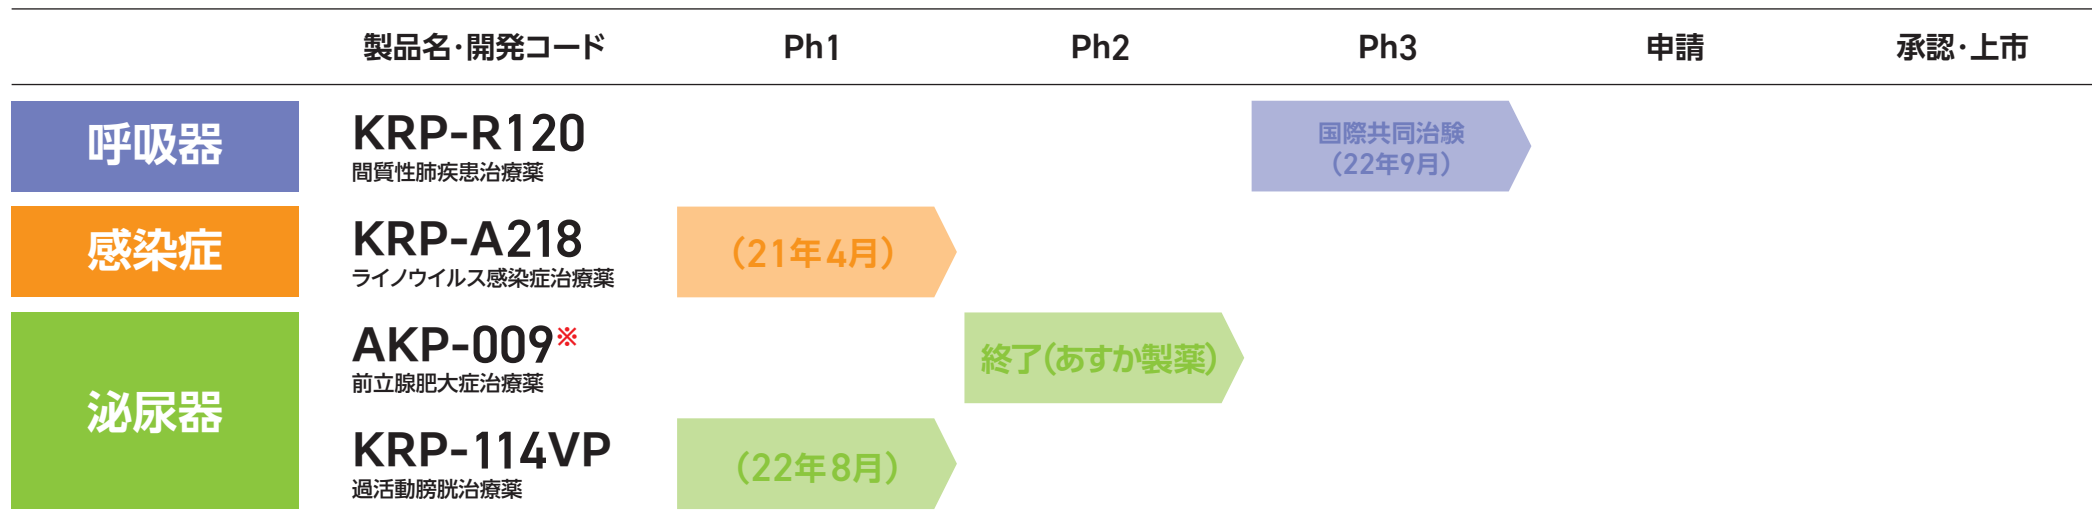 製品名・開発コード Ph1 Ph2 Ph3 申請 承認・上市
呼吸器
KRP-R120
間質性肺疾患治療薬
国際共同治験
（22年9月）
感染症
KRP-A218
ライノウイルス感染症治療薬
（21年4月）
泌尿器
AKP-009※
前立腺肥大症治療薬
終了（あすか製薬）
KRP-114VP
過活動膀胱治療薬
（22年8月）